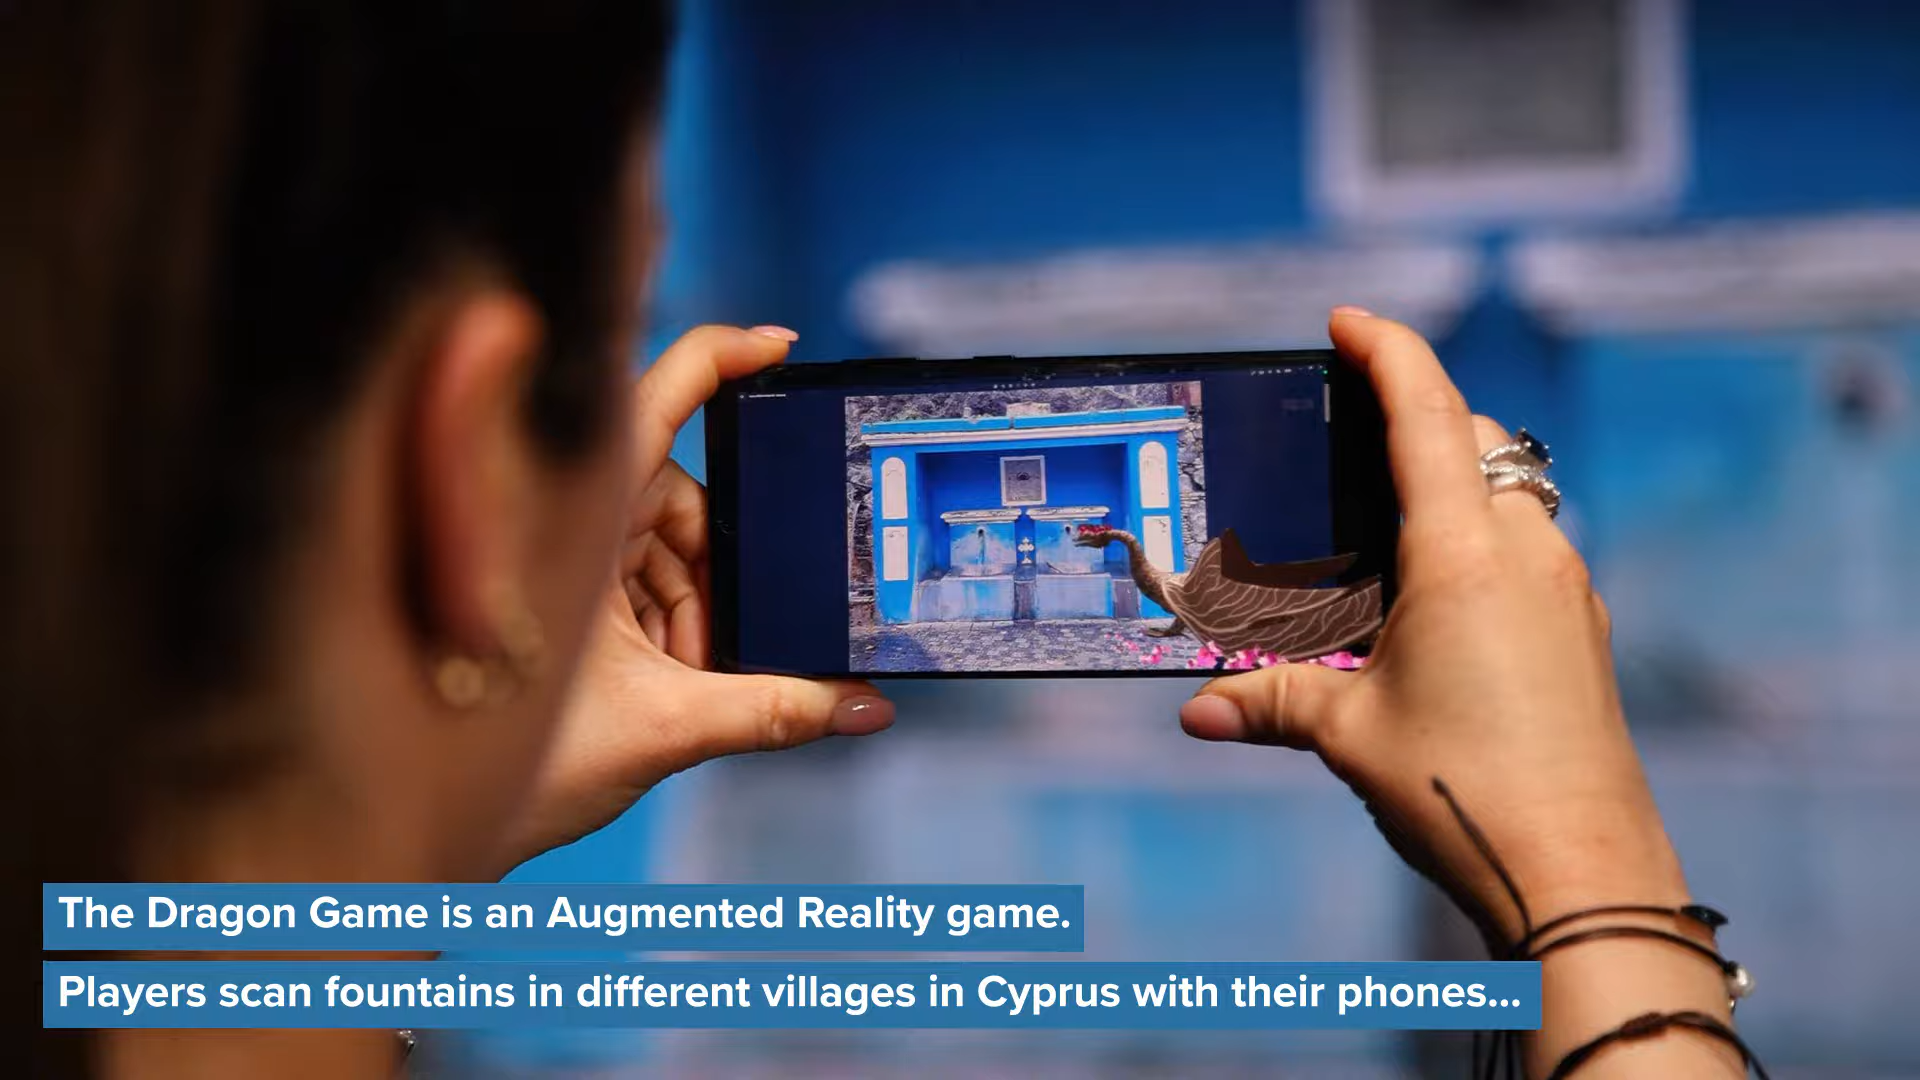 The Dragon Game is an Augmented Reality game.
Players scan fountains in different villages in Cyprus with their phones...